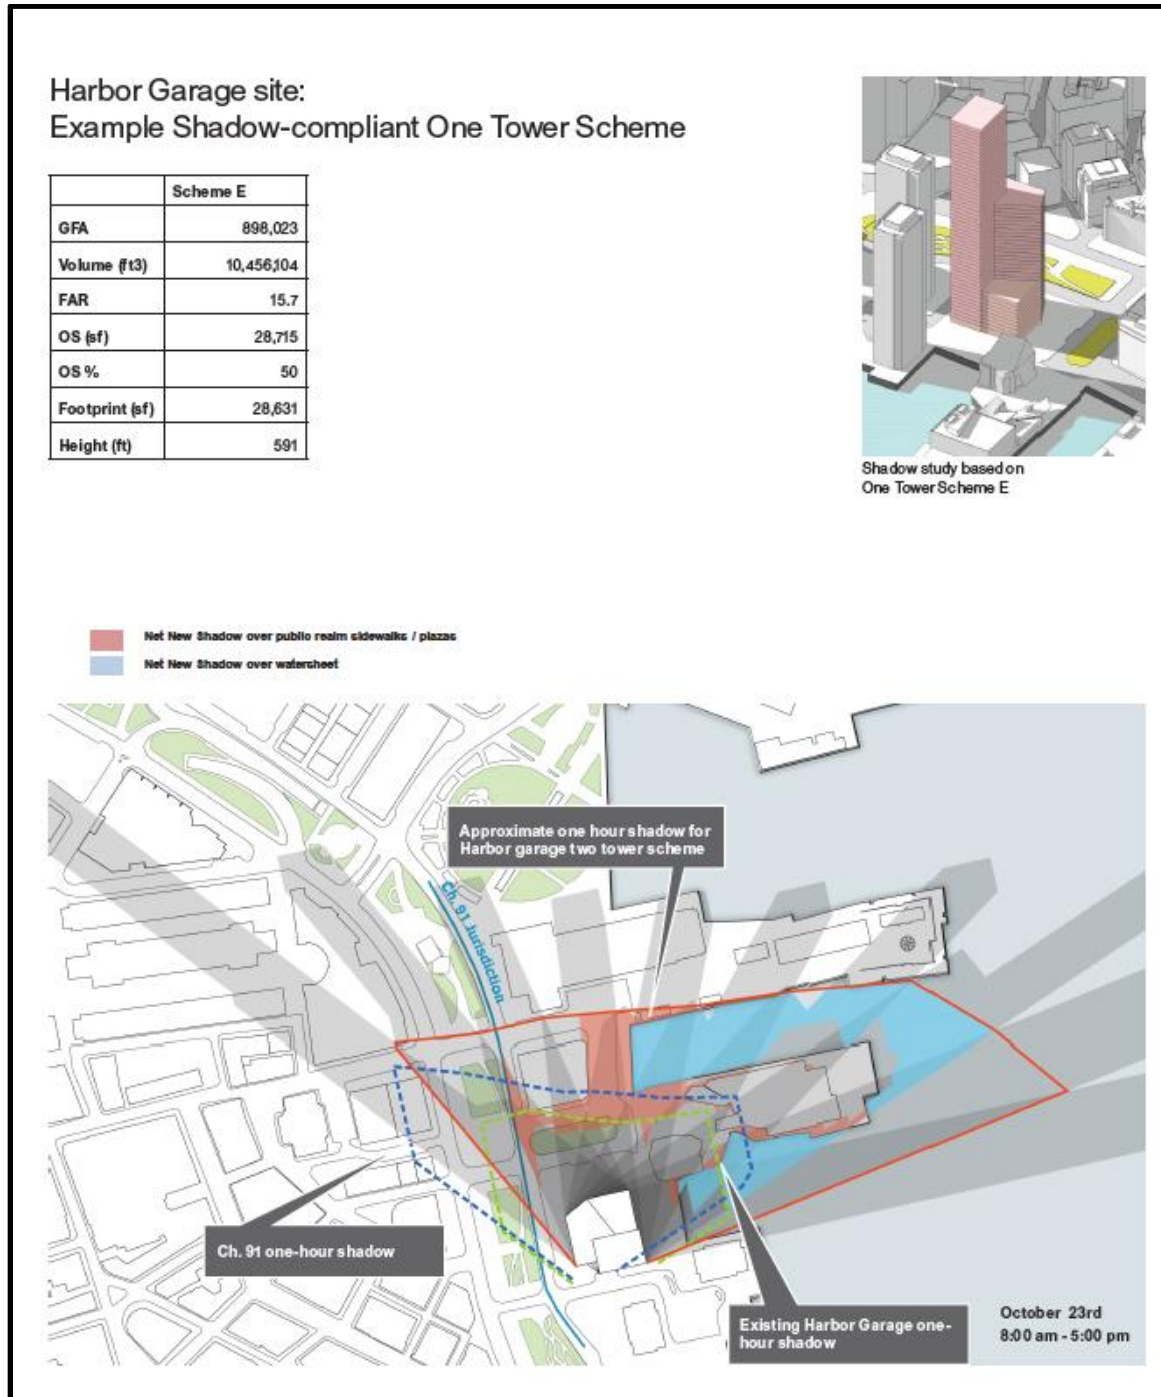 Harbor Garage site:
Example Shadow-compliant One Tower Scheme
Scheme E
GFA 898,023
Volume (ft3) 10,456,104
FAR 15.7
OS (sf) 28,715
OS % 50
Footprint (sf) 28,631
Height (ft) 591
Shadow study based on
One Tower Scheme E
Net New Shadow over public realm sidewalks / plazas
Net New Shadow over watersheet
Approximate one hour shadow for
Harbor garage two tower scheme
Ch. 91 Jurisdiction
Ch. 91 one-hour shadow
Existing Harbor Garage one-
hour shadow
October 23rd
8:00 am - 5:00 pm